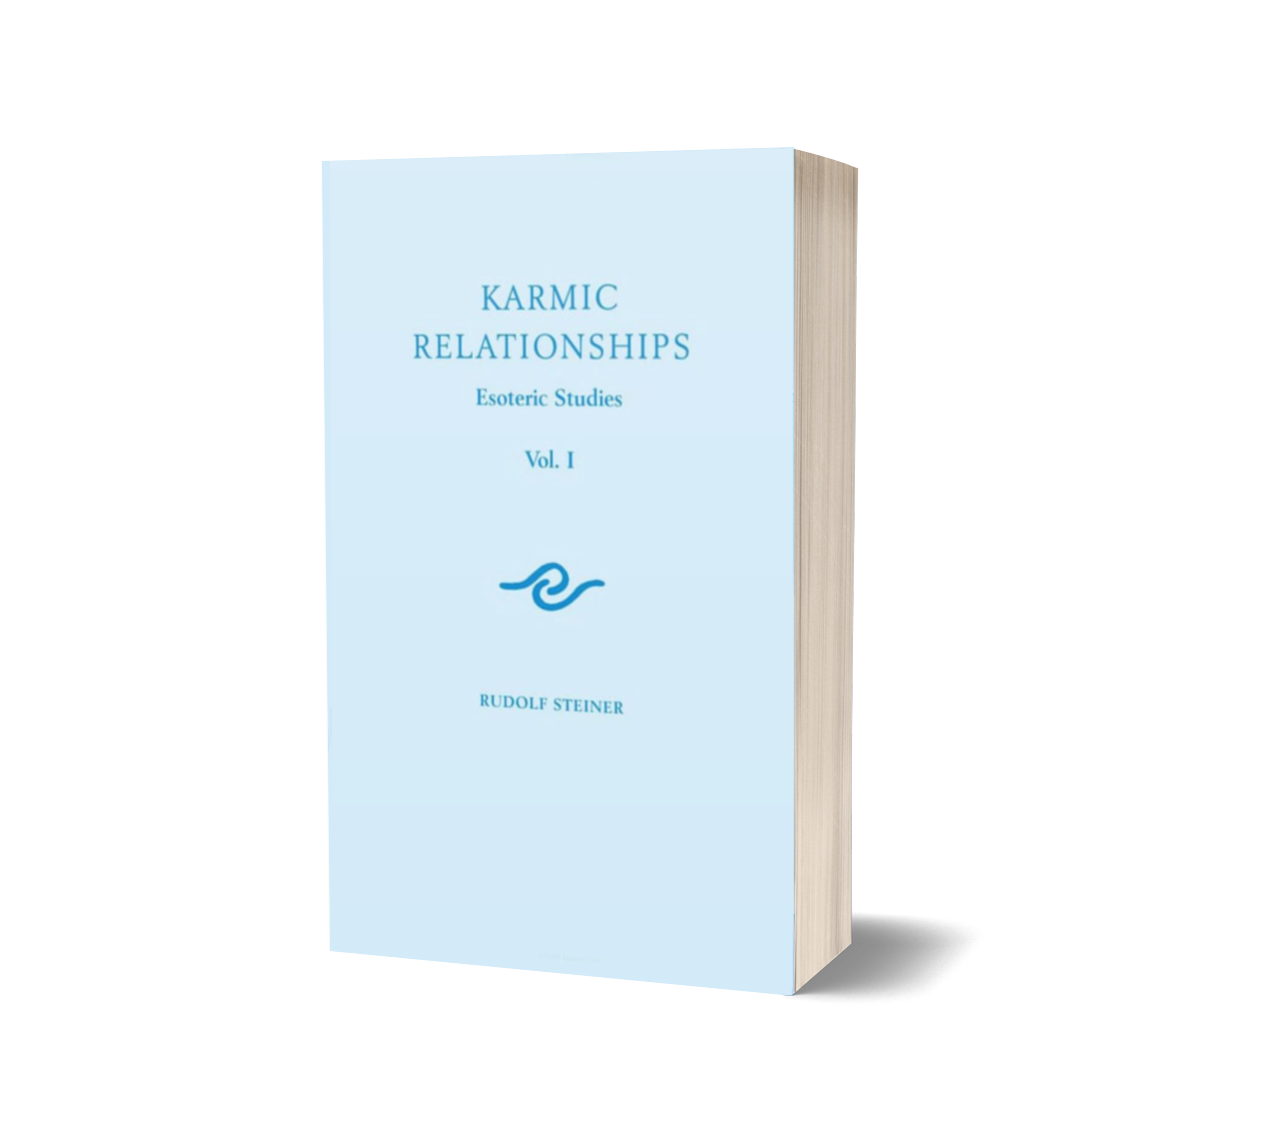 KARMIC
RELATIONSHIPS
Esoteric Studies
Vol. I
RUDOLF STEINER